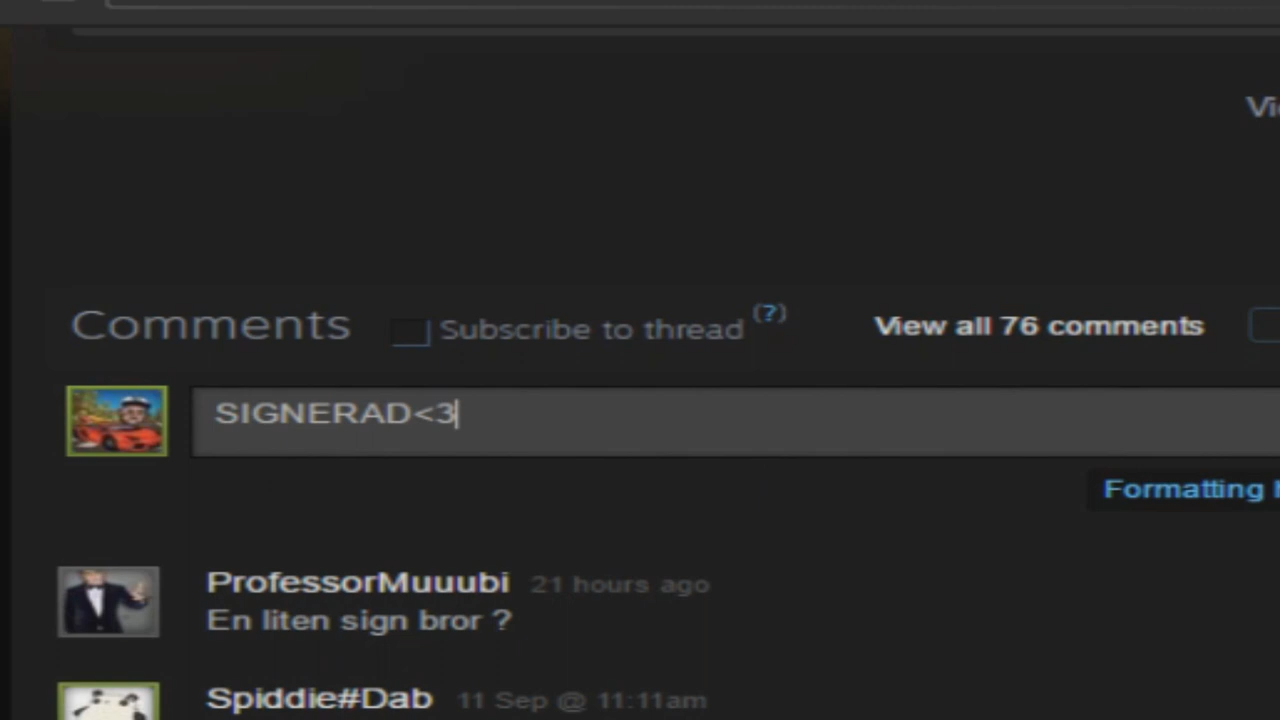 Comments Subscribe to thread (?) View all 76 comments
SIGNERAD<3
Formatting
ProfessorMuuubi 21 hours ago
En liten sign bror ?
Spiddie#Dab 11 Sep @ 11:11am